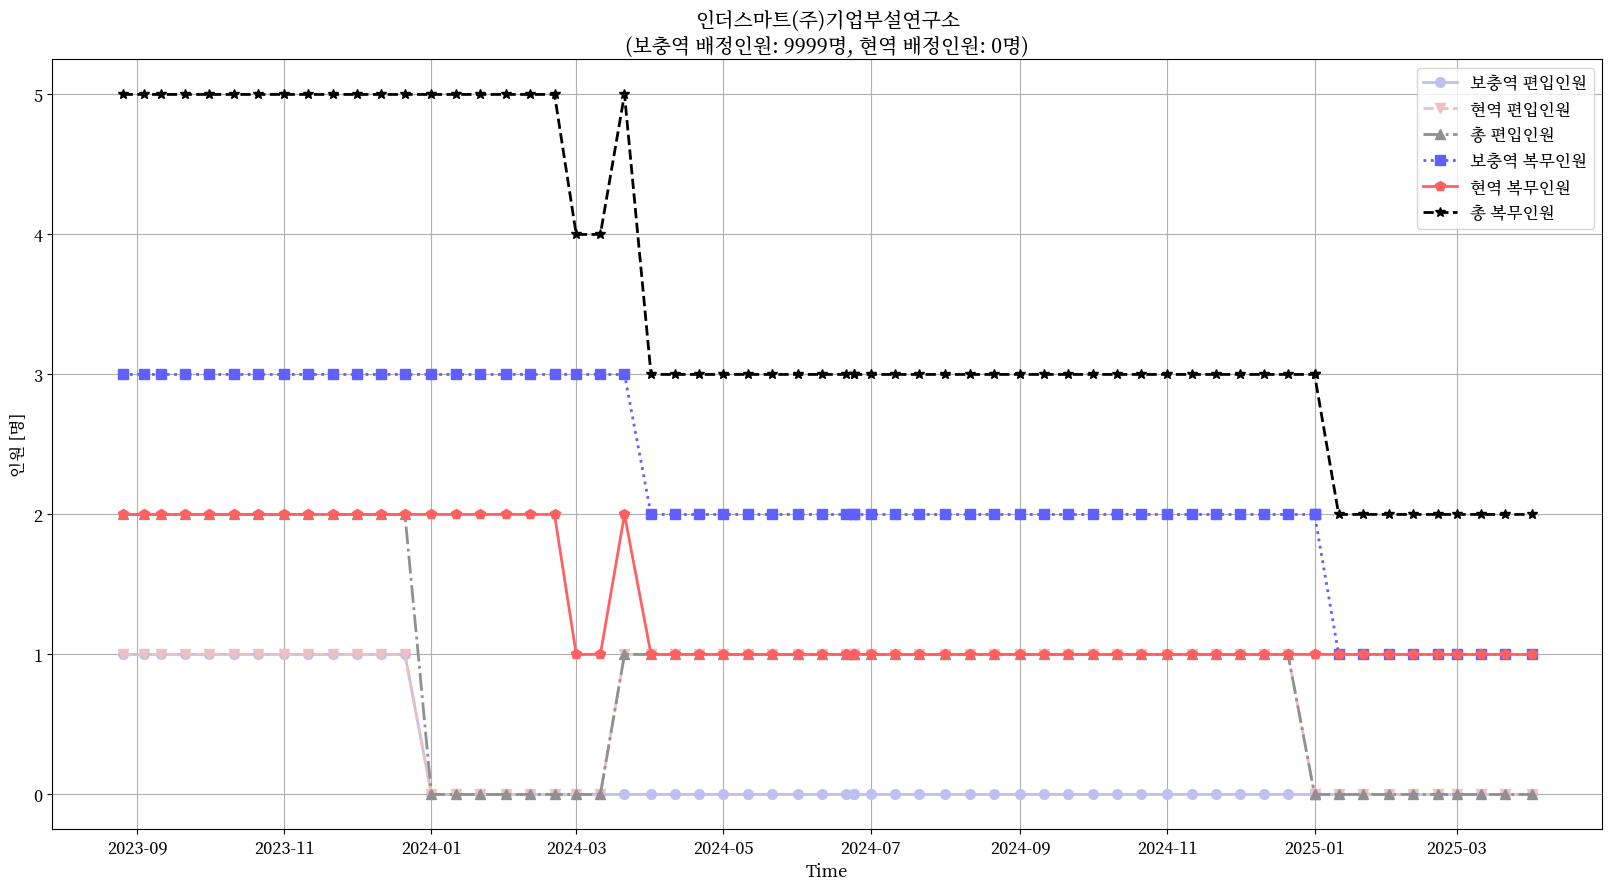 인더스마트(주)기업부설연구소
(보충역 배정인원: 9999명, 현역 배정인원: 0명)
보충역 편입인원
현역 편입인원
총 편입인원
보충역 복무인원
현역 복무인원
총 복무인원
인원 [명]
5
4
3
2
1
0
2023-09 2023-11 2024-01 2024-03 2024-05 2024-07 2024-09 2024-11 2025-01 2025-03
Time